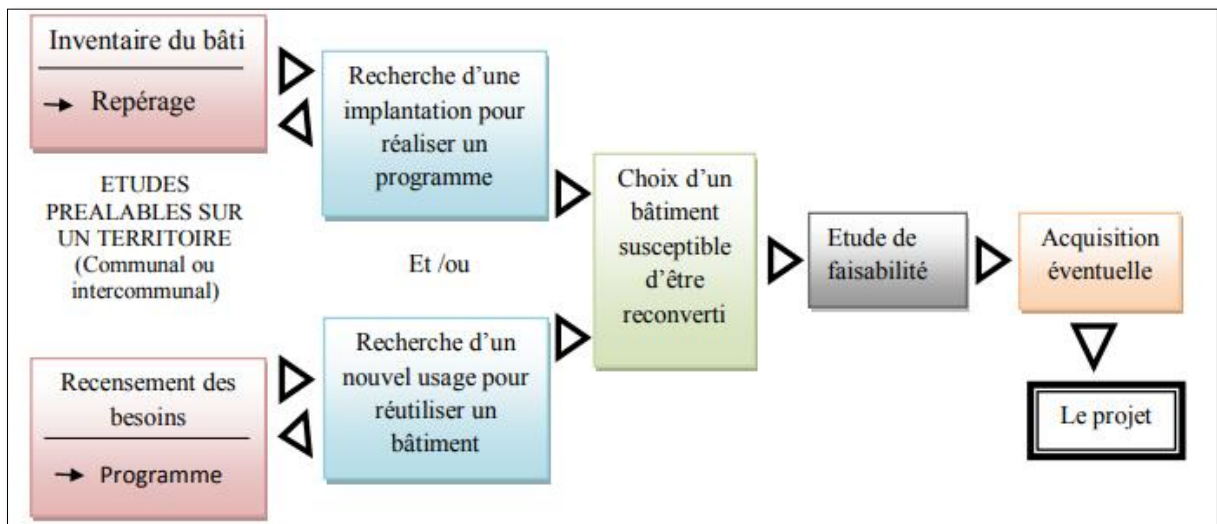 Inventaire du bâti
→ Repérage
ETUDES
PREALABLES SUR
UN TERRITOIRE
(Communal ou
intercommunal)
Recensement des
besoins
→ Programme
Recherche d’une
implantation pour
réaliser un
programme
Et /ou
Recherche d’un
nouvel usage pour
réutiliser un
bâtiment
Choix d’un
bâtiment
susceptible
d’être
reconverti
Etude de
faisabilité
Acquisition
éventuelle
Le projet